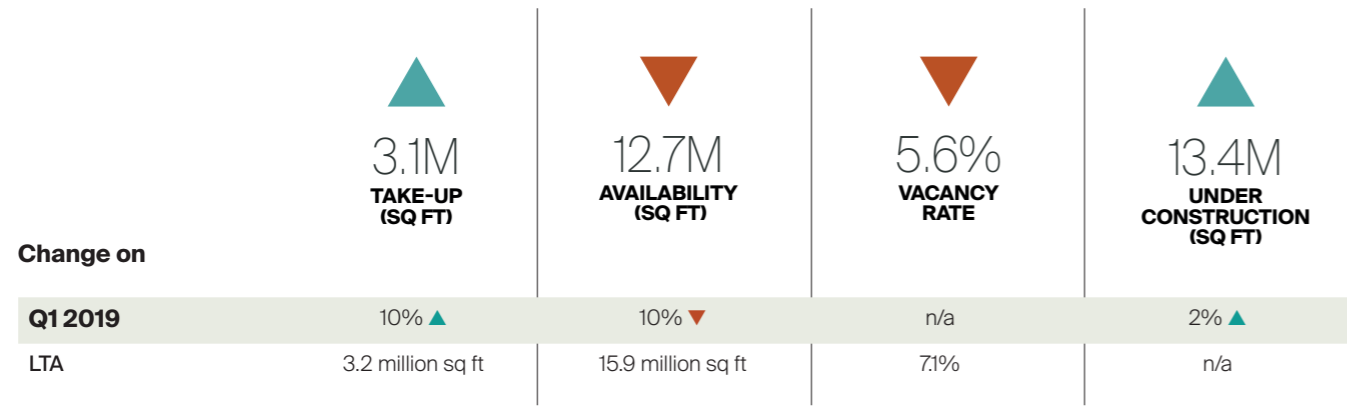 3.1M
TAKE-UP
(SQ FT)
12.7M
AVAILABILITY
(SQ FT)
5.6%
VACANCY
RATE
13.4M
UNDER
CONSTRUCTION
(SQ FT)
Change on
Q1 2019 10% ▲ 10% ▼ n/a 2% ▲
LTA 3.2 million sq ft 15.9 million sq ft 7.1% n/a